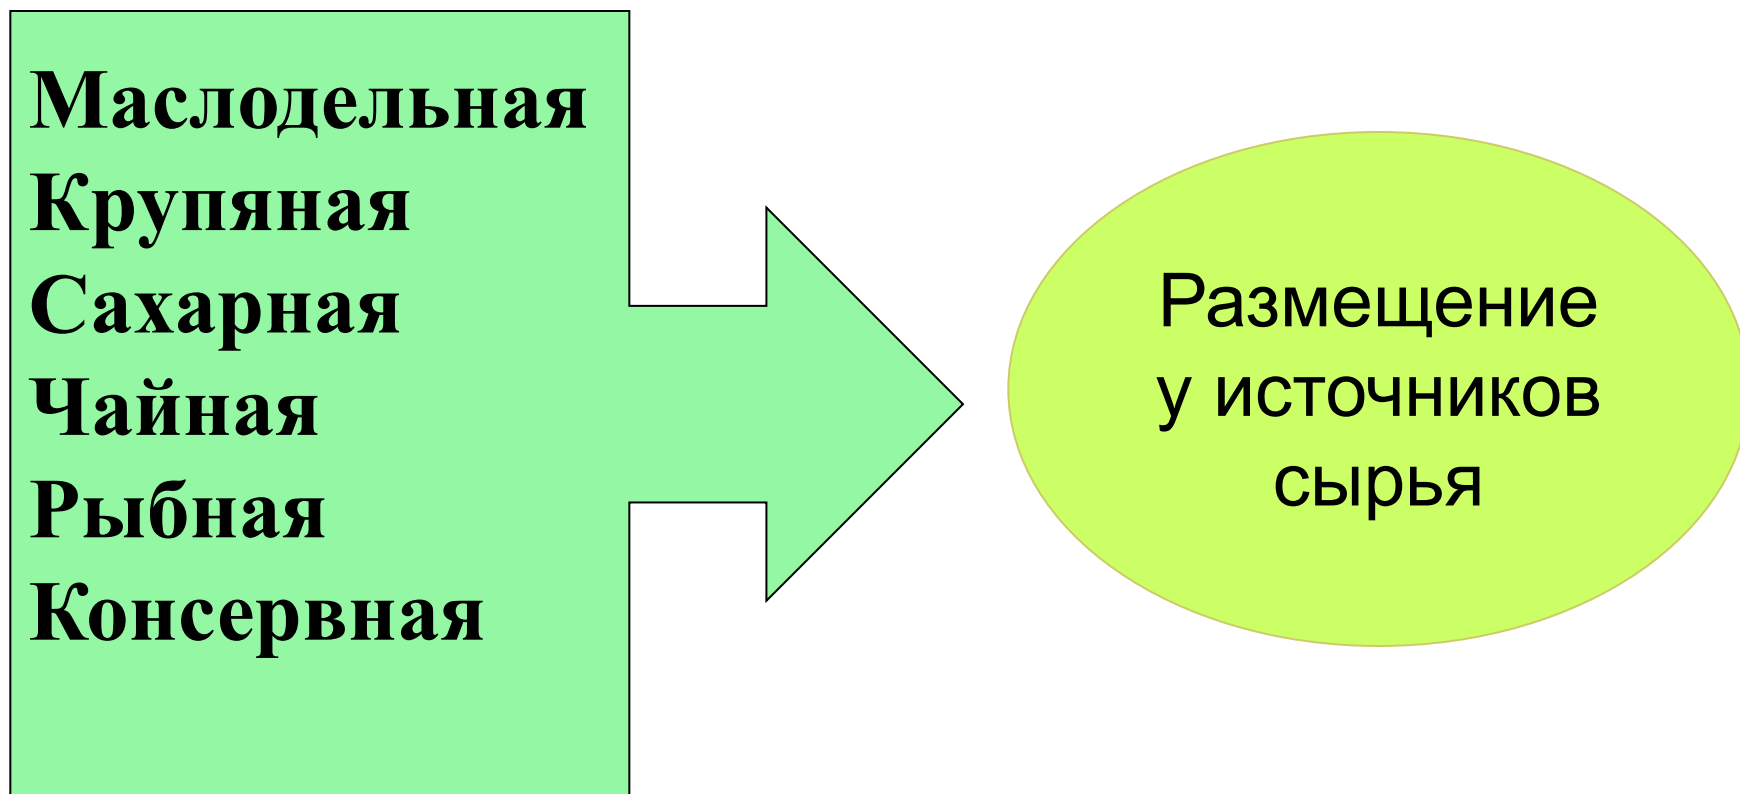 Маслодельная
Крупяная
Сахарная
Чайная
Рыбная
Консервная
Размещение
у источников
сырья